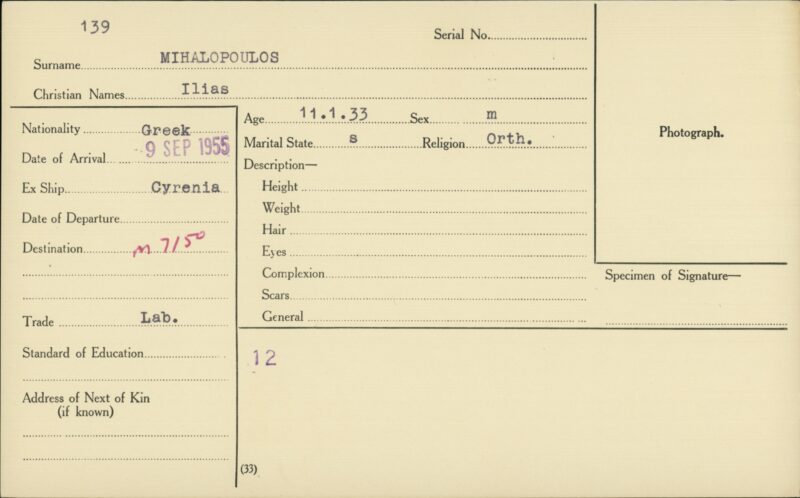 139
Serial No.
Surname MIHALOPOULOS
Christian Names Ilias
Nationality Greek
Date of Arrival 9 SEP 1955
Ex Ship Cyrenia
Date of Departure
Destination m 7/50
Trade Lab.
Standard of Education
Address of Next of Kin
(if known)
Age 11.1.33 Sex m
Marital State s Religion Orth.
Description—
Height
Weight
Hair
Eyes
Complexion
Scars
General
12
(33)
Photograph.
Specimen of Signature—